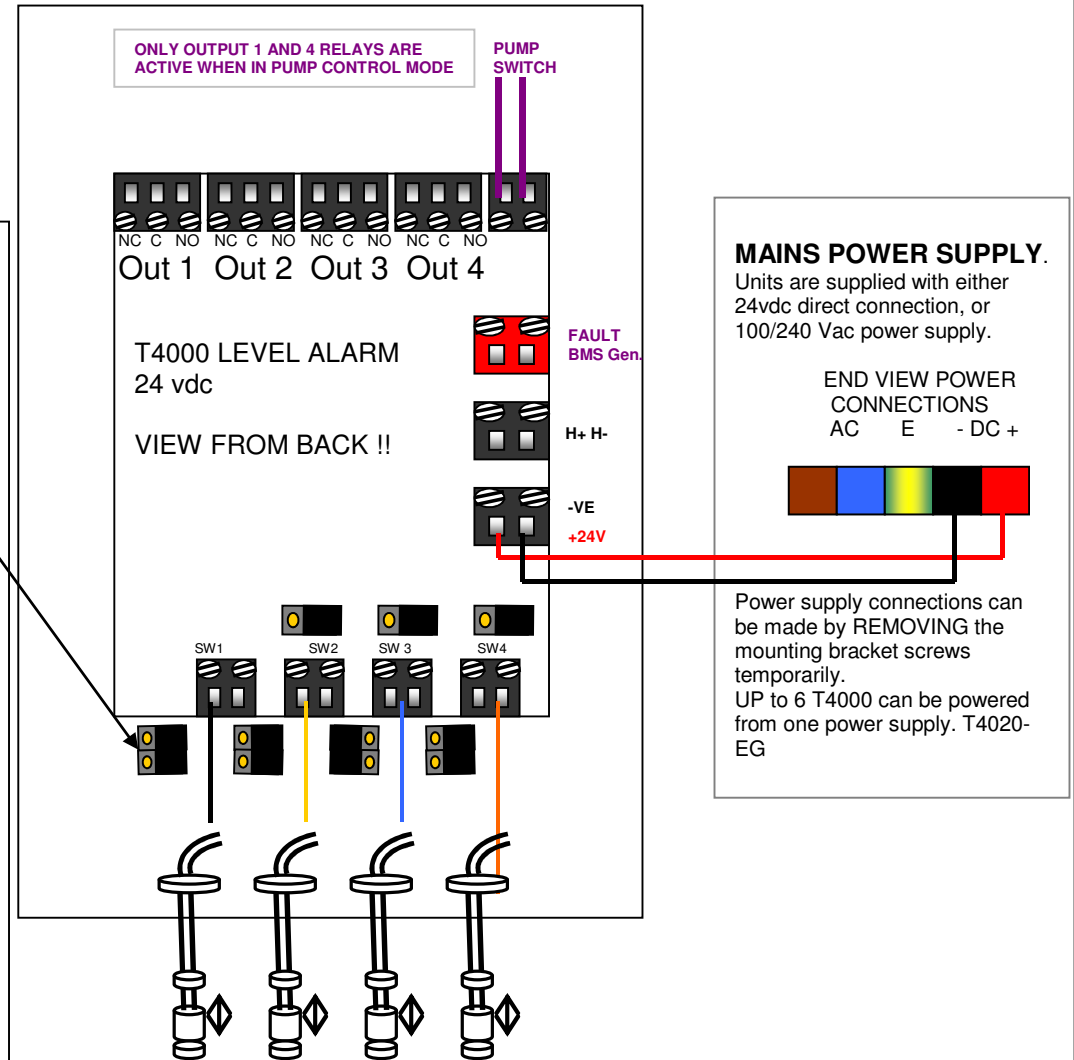 ONLY OUTPUT 1 AND 4 RELAYS ARE
ACTIVE WHEN IN PUMP CONTROL MODE
PUMP
SWITCH
NC C NO NC C NO NC C NO NC C NO
Out 1 Out 2 Out 3 Out 4
T4000 LEVEL ALARM
24 vdc
VIEW FROM BACK !!
FAULT
BMS Gen.
H+ H-
-VE
+24V
SW1 SW2 SW 3 SW4
MAINS POWER SUPPLY.
Units are supplied with either
24vdc direct connection, or
100/240 Vac power supply.
END VIEW POWER
CONNECTIONS
AC E - DC +
Power supply connections can
be made by REMOVING the
mounting bracket screws
temporarily.
UP to 6 T4000 can be powered
from one power supply. T4020-
EG